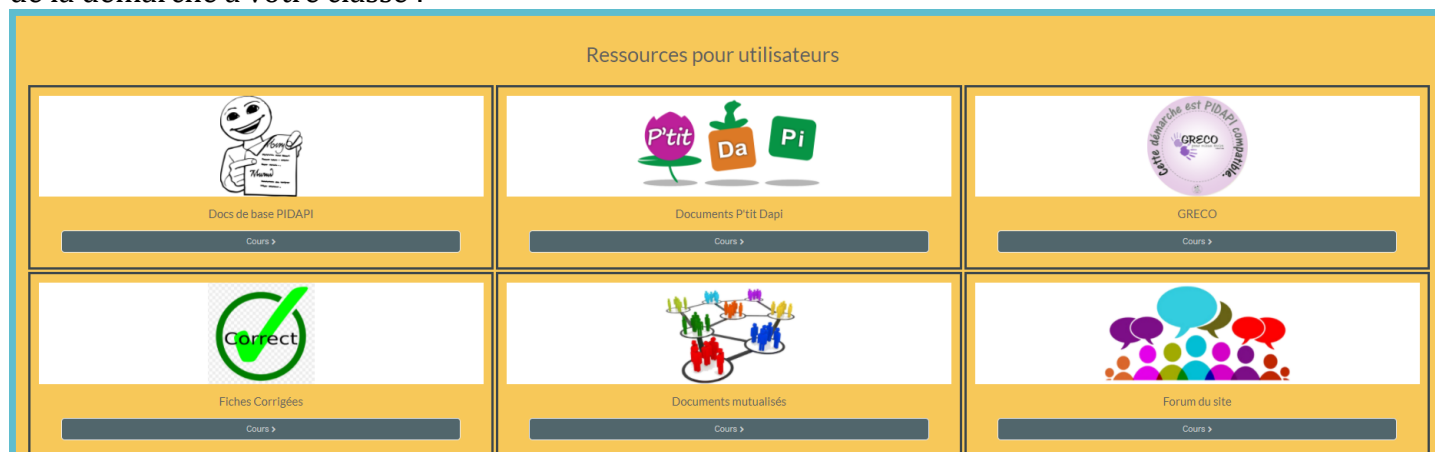 de la démarche à votre classe :
Ressources pour utilisateurs
P'tit Da Pi
Cette démarche est PIDAPI compatible.
GRECO
Docs de base PIDAPI
Documents P'tit Dapi
GRECO
Cours >
Cours >
Cours >
Correct
Fiches Corrigées
Documents mutualisés
Forum du site
Cours >
Cours >
Cours >